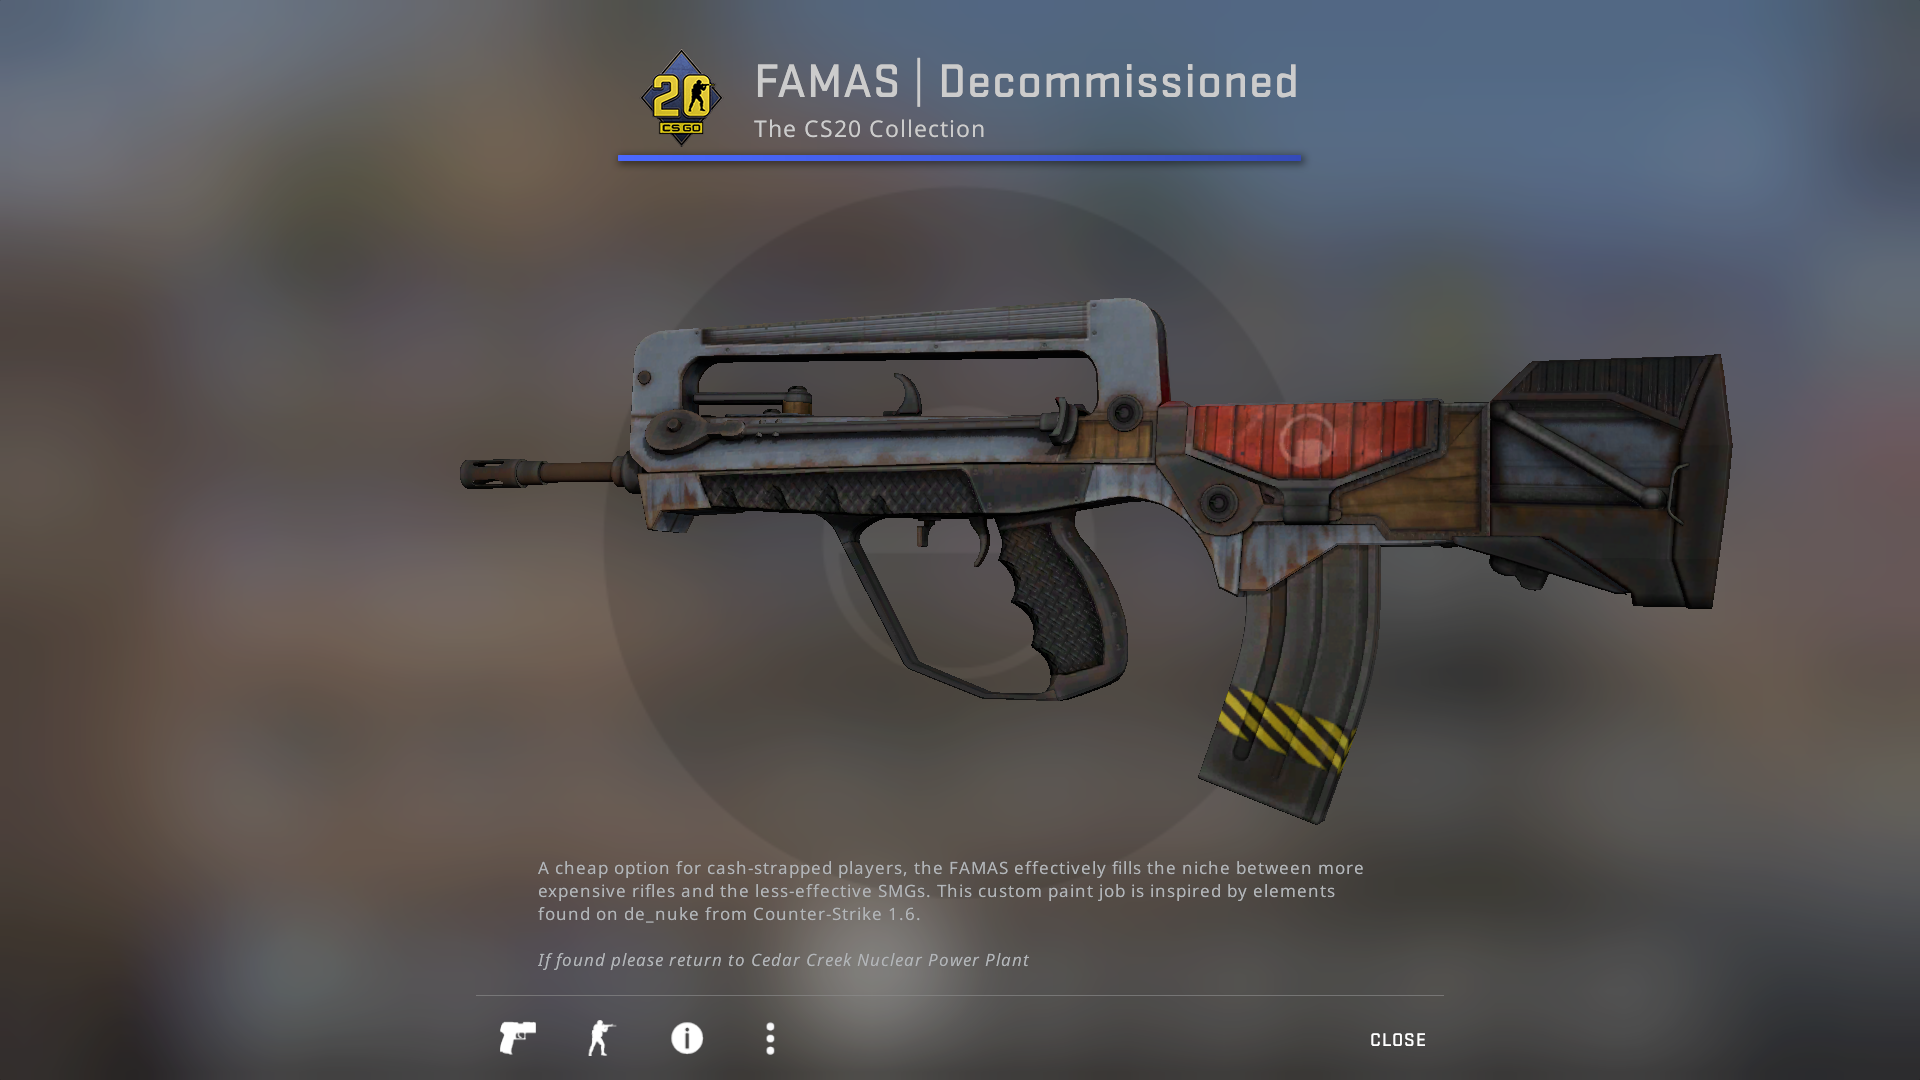 20
CS GO
FAMAS | Decommissioned
The CS20 Collection
A cheap option for cash-strapped players, the FAMAS effectively fills the niche between more
expensive rifles and the less-effective SMGs. This custom paint job is inspired by elements
found on de_nuke from Counter-Strike 1.6.
If found please return to Cedar Creek Nuclear Power Plant
CLOSE